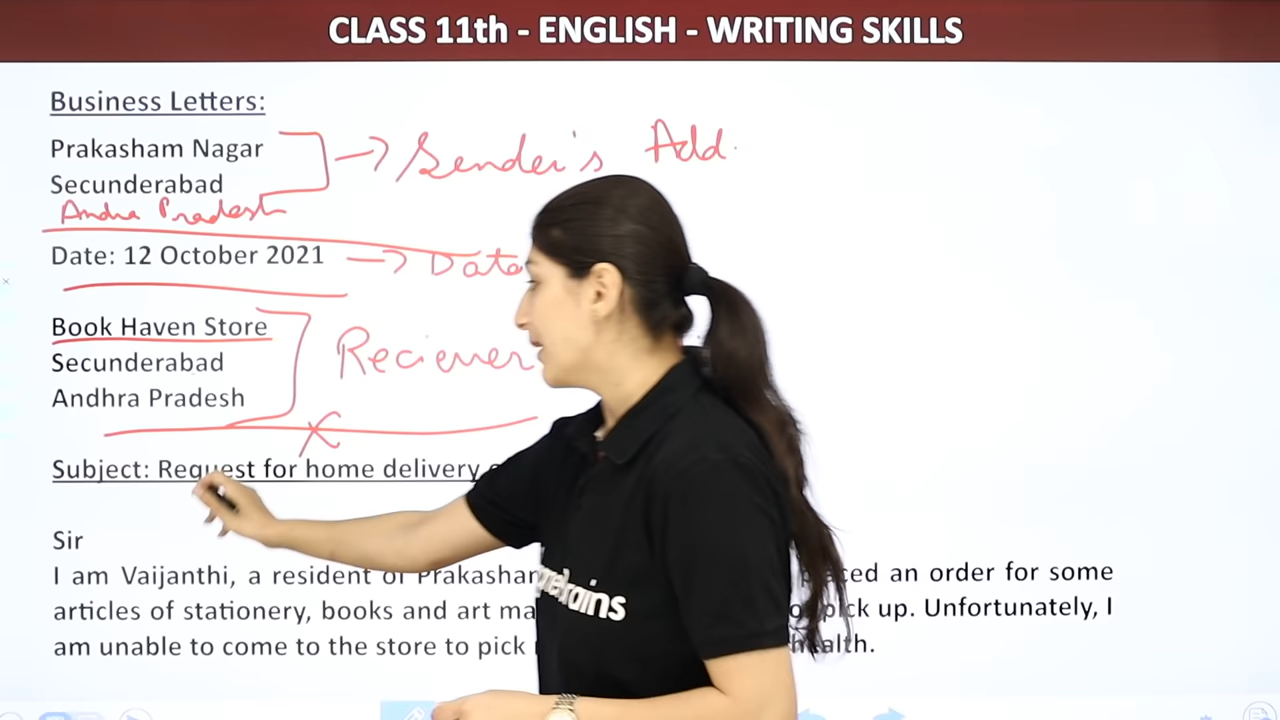 CLASS 11th - ENGLISH - WRITING SKILLS
Business Letters:
Prakasham Nagar
Secunderabad
Andha Pradesh
Sender's Add.
Date: 12 October 2021
Date
Book Haven Store
Secunderabad
Andhra Pradesh
Reciever
Subject: Request for home delivery
Sir
I am Vaijanthi, a resident of Prakasham an order for some
articles of stationery, books and art pick up. Unfortunately, I
am unable to come to the store to pick health.